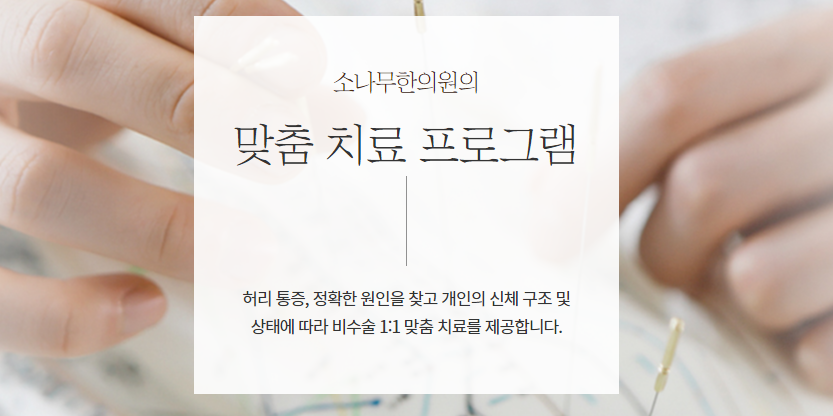 소나무한의원의
맞춤 치료 프로그램
허리 통증, 정확한 원인을 찾고 개인의 신체 구조 및
상태에 따라 비수술 1:1 맞춤 치료를 제공합니다.